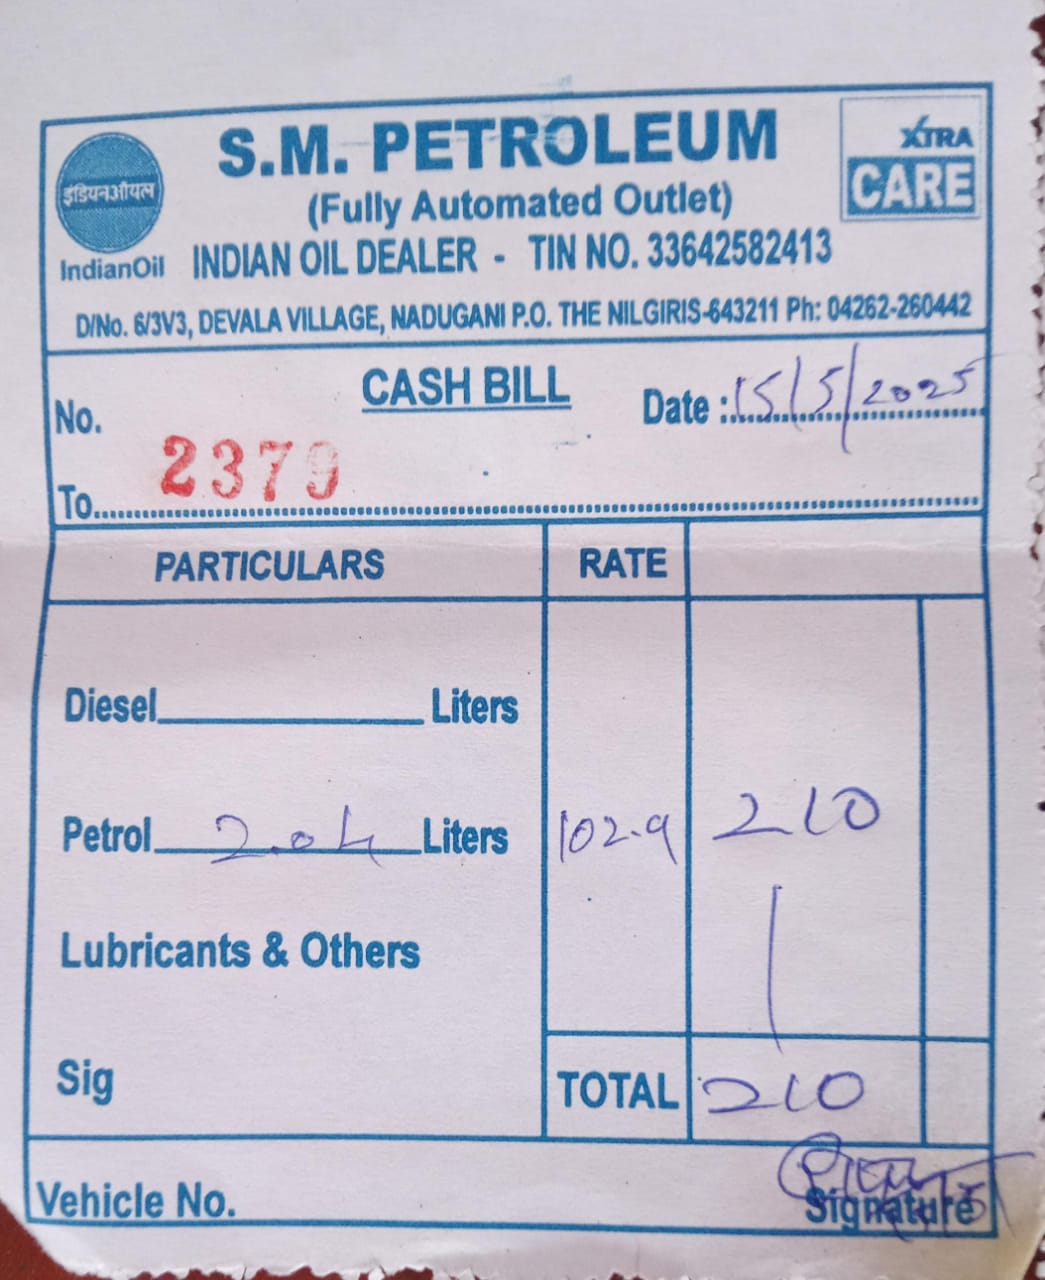 S.M. PETROLEUM
XTRA
CARE
इंडियनऑयल
(Fully Automated Outlet)
IndianOil
INDIAN OIL DEALER - TIN NO. 33642582413
D/No. 6/3V3, DEVALA VILLAGE, NADUGANI P.O. THE NILGIRIS-643211 Ph: 04262-260442
CASH BILL
No. 2379
Date : 15/5/2025
To
PARTICULARS RATE
Diesel Liters
Petrol 2.04 Liters 102.9 210
Lubricants & Others
Sig TOTAL 210
Vehicle No. Signature